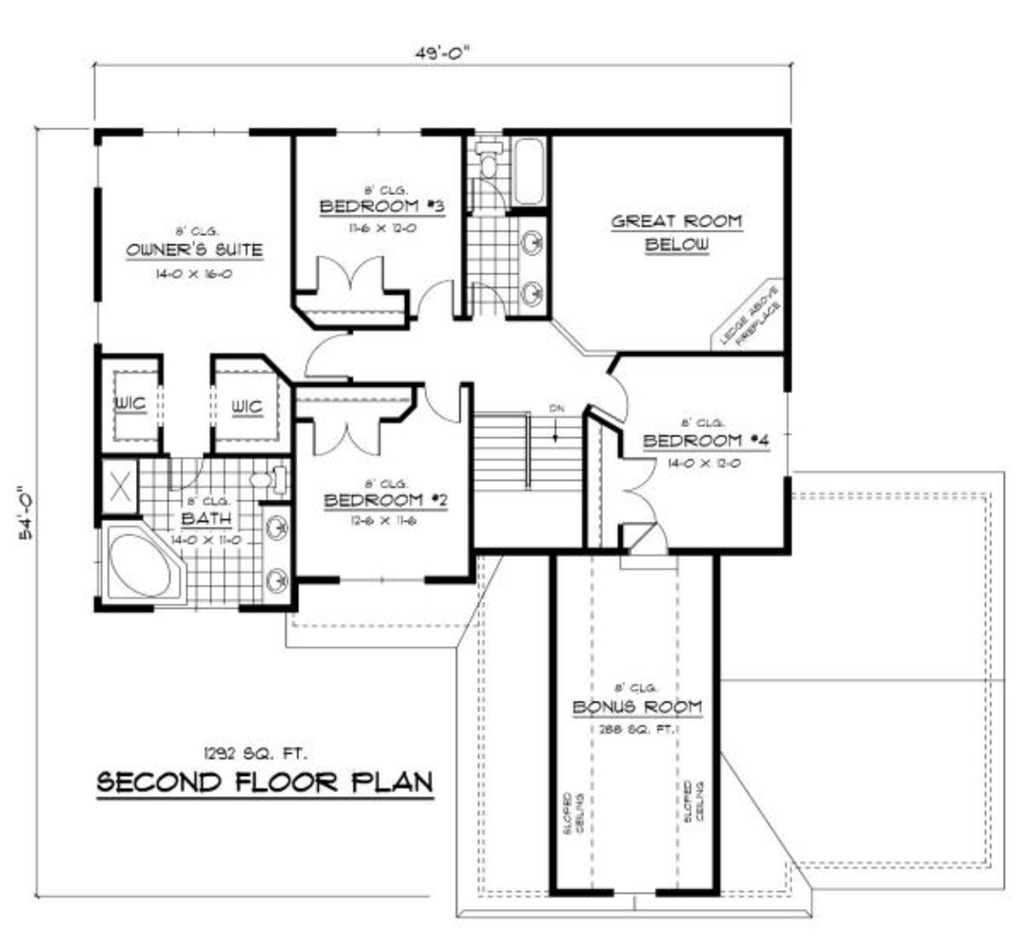 49'-0"
8' CLG.
OWNER'S SUITE
14-0 X 16-0
8' CLG.
BEDROOM #3
11-6 X 12-0
GREAT ROOM
BELOW
LEDGE ABOVE
FIREPLACE
WIC
WIC
DN
8' CLG.
BEDROOM #4
14-0 X 12-0
8' CLG.
BATH
14-0 X 11-0
8' CLG.
BEDROOM #2
12-6 X 11-6
54'-0"
8' CLG.
BONUS ROOM
288 SQ. FT.
SLOPED
CEILING
SLOPED
CEILING
1292 SQ. FT.
SECOND FLOOR PLAN